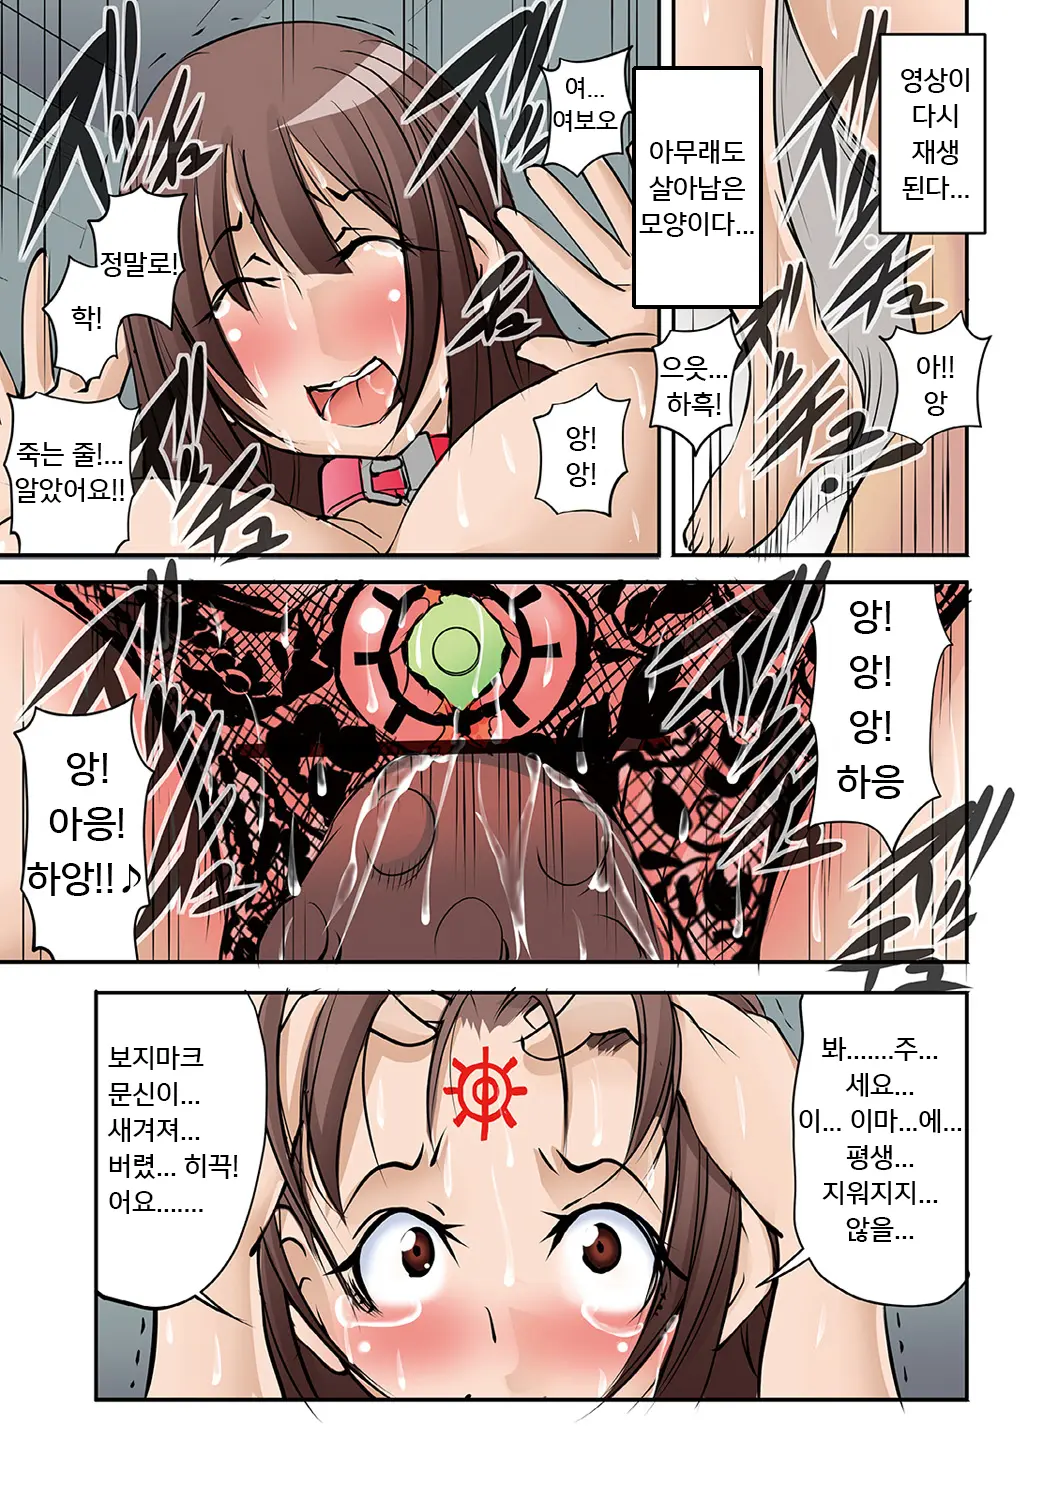 영상이
다시
재생
된다...
아무래도
살아남은
모양이다...
여...
여보오
아!!
앙
으읏...
하흑!
앙!
앙!
정말로!
학!
죽는 줄!...
알았어요!!
앙!
앙!
앙!
하응
앙!
아응!
하앙!!♪
봐.......주...
세요...
이... 이마...에...
평생...
지워지지...
않을...
보지마크
문신이...
새겨져...
버렸... 히끅!
어요.......